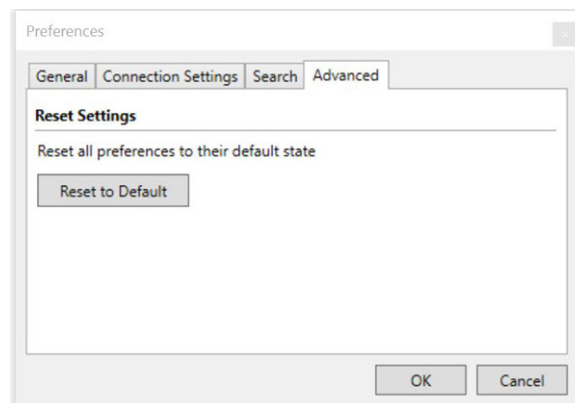 Preferences
General Connection Settings Search Advanced
Reset Settings
Reset all preferences to their default state
Reset to Default
OK Cancel